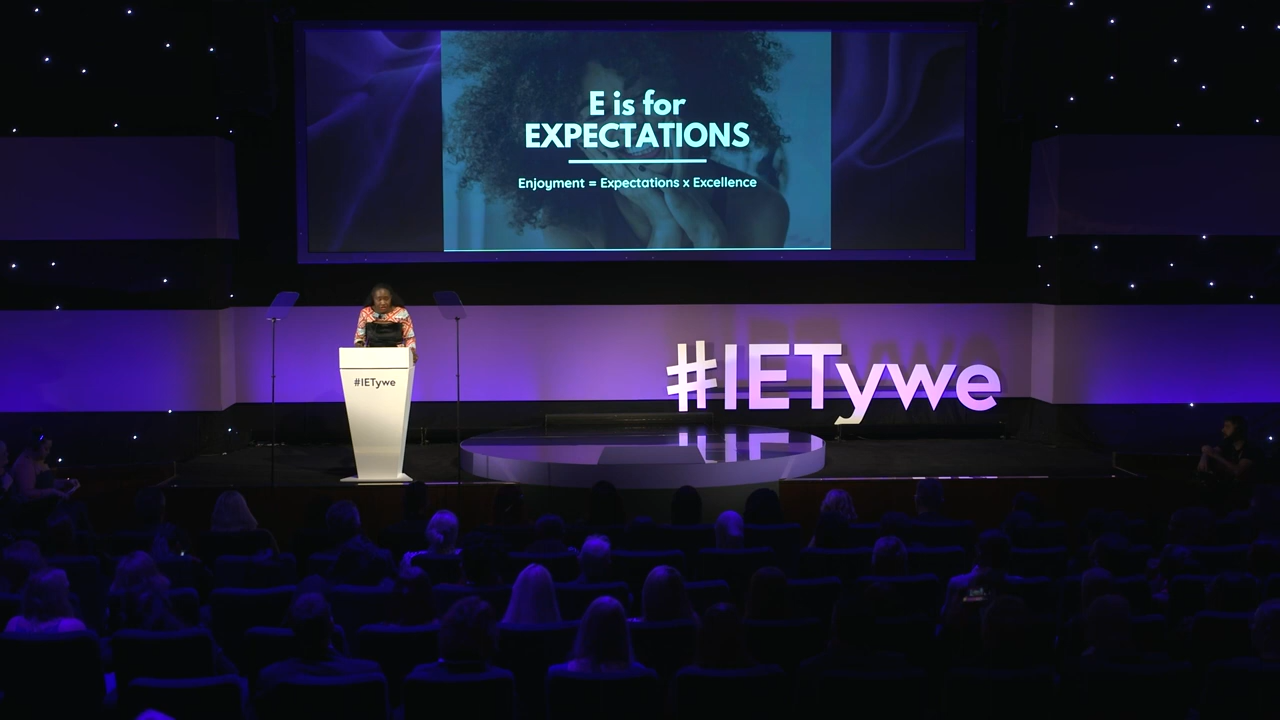 E is for
EXPECTATIONS
Enjoyment = Expectations x Excellence
#IETywe
#IETywe